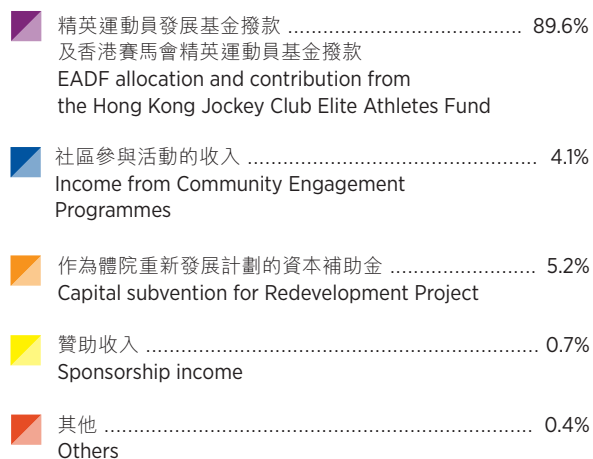 精英運動員發展基金撥款 ..................................... 89.6%
及香港賽馬會精英運動員基金撥款
EADF allocation and contribution from
the Hong Kong Jockey Club Elite Athletes Fund
社區參與活動的收入 ................................................ 4.1%
Income from Community Engagement
Programmes
作為體院重新發展計劃的資本補助金 ........................ 5.2%
Capital subvention for Redevelopment Project
贊助收入 ................................................................ 0.7%
Sponsorship income
其他 ....................................................................... 0.4%
Others